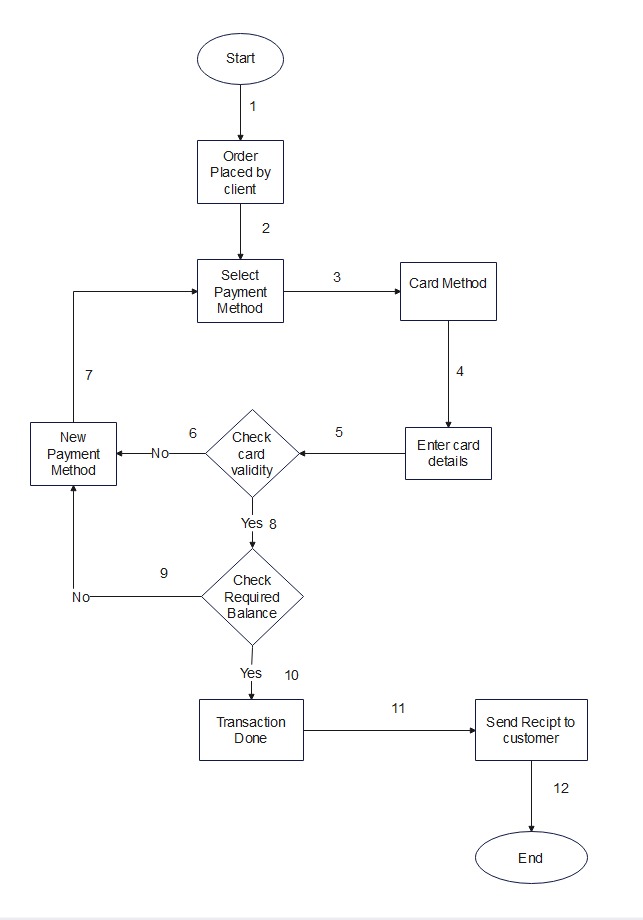 Start
1
Order
Placed by
client
2
Select
Payment
Method
3
Card Method
4
Enter card
details
5
Check
card
validity
6
No
New
Payment
Method
7
Yes
8
Check
Required
Balance
9
No
Yes
10
Transaction
Done
11
Send Recipt to
customer
12
End